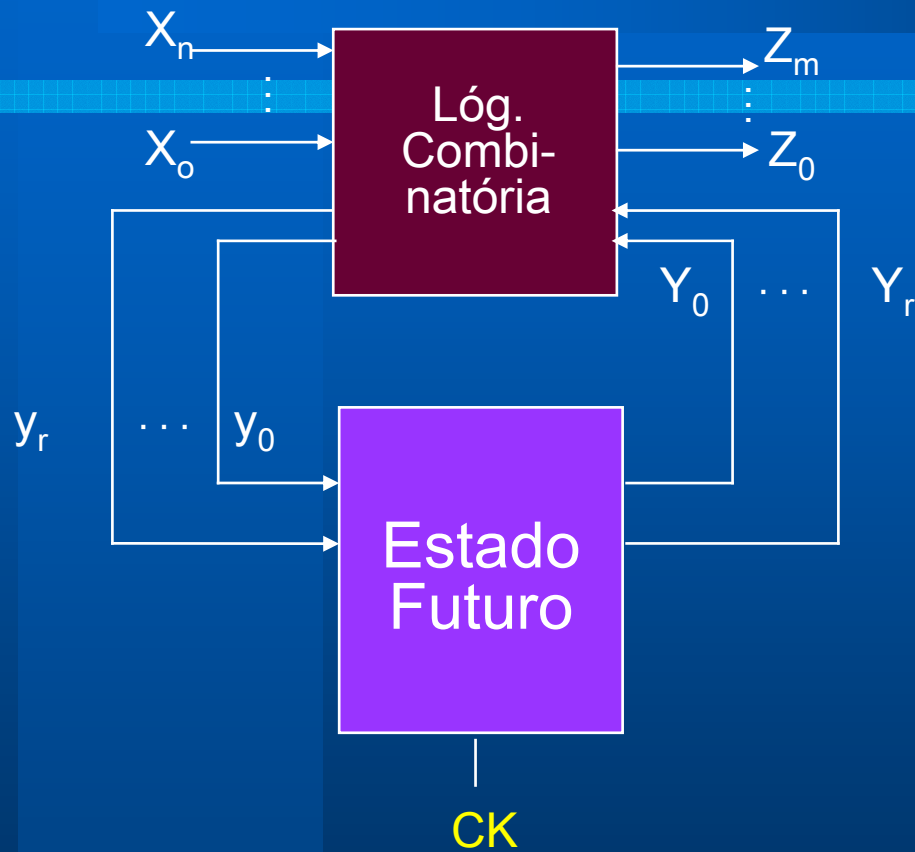 Xn
Zm
⋮
⋮
Lóg.
Combi-
natória
Xo
Z0
Y0
. . .
Yr
yr
. . .
y0
Estado
Futuro
CK